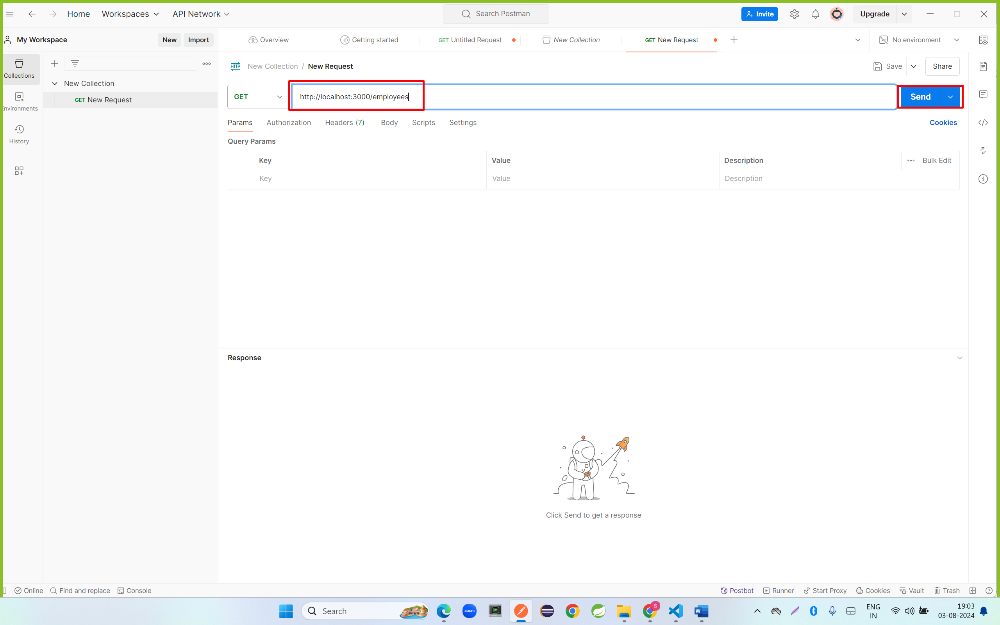 Home Workspaces API Network Search Postman Invite Upgrade
My Workspace New Import Overview Getting started GET Untitled Request New Collection GET New Request No environment
Collections
New Collection / New Request Save Share
New Collection
GET New Request
GET http://localhost:3000/employees Send
nvironments
Params Authorization Headers (7) Body Scripts Settings Cookies
History
Query Params
Key Value Description Bulk Edit
Key Value Description
Response
Click Send to get a response
Online Find and replace Console Postbot Runner Start Proxy Cookies Vault Trash
Search zoom S W ENG 19:03
IN 03-08-2024